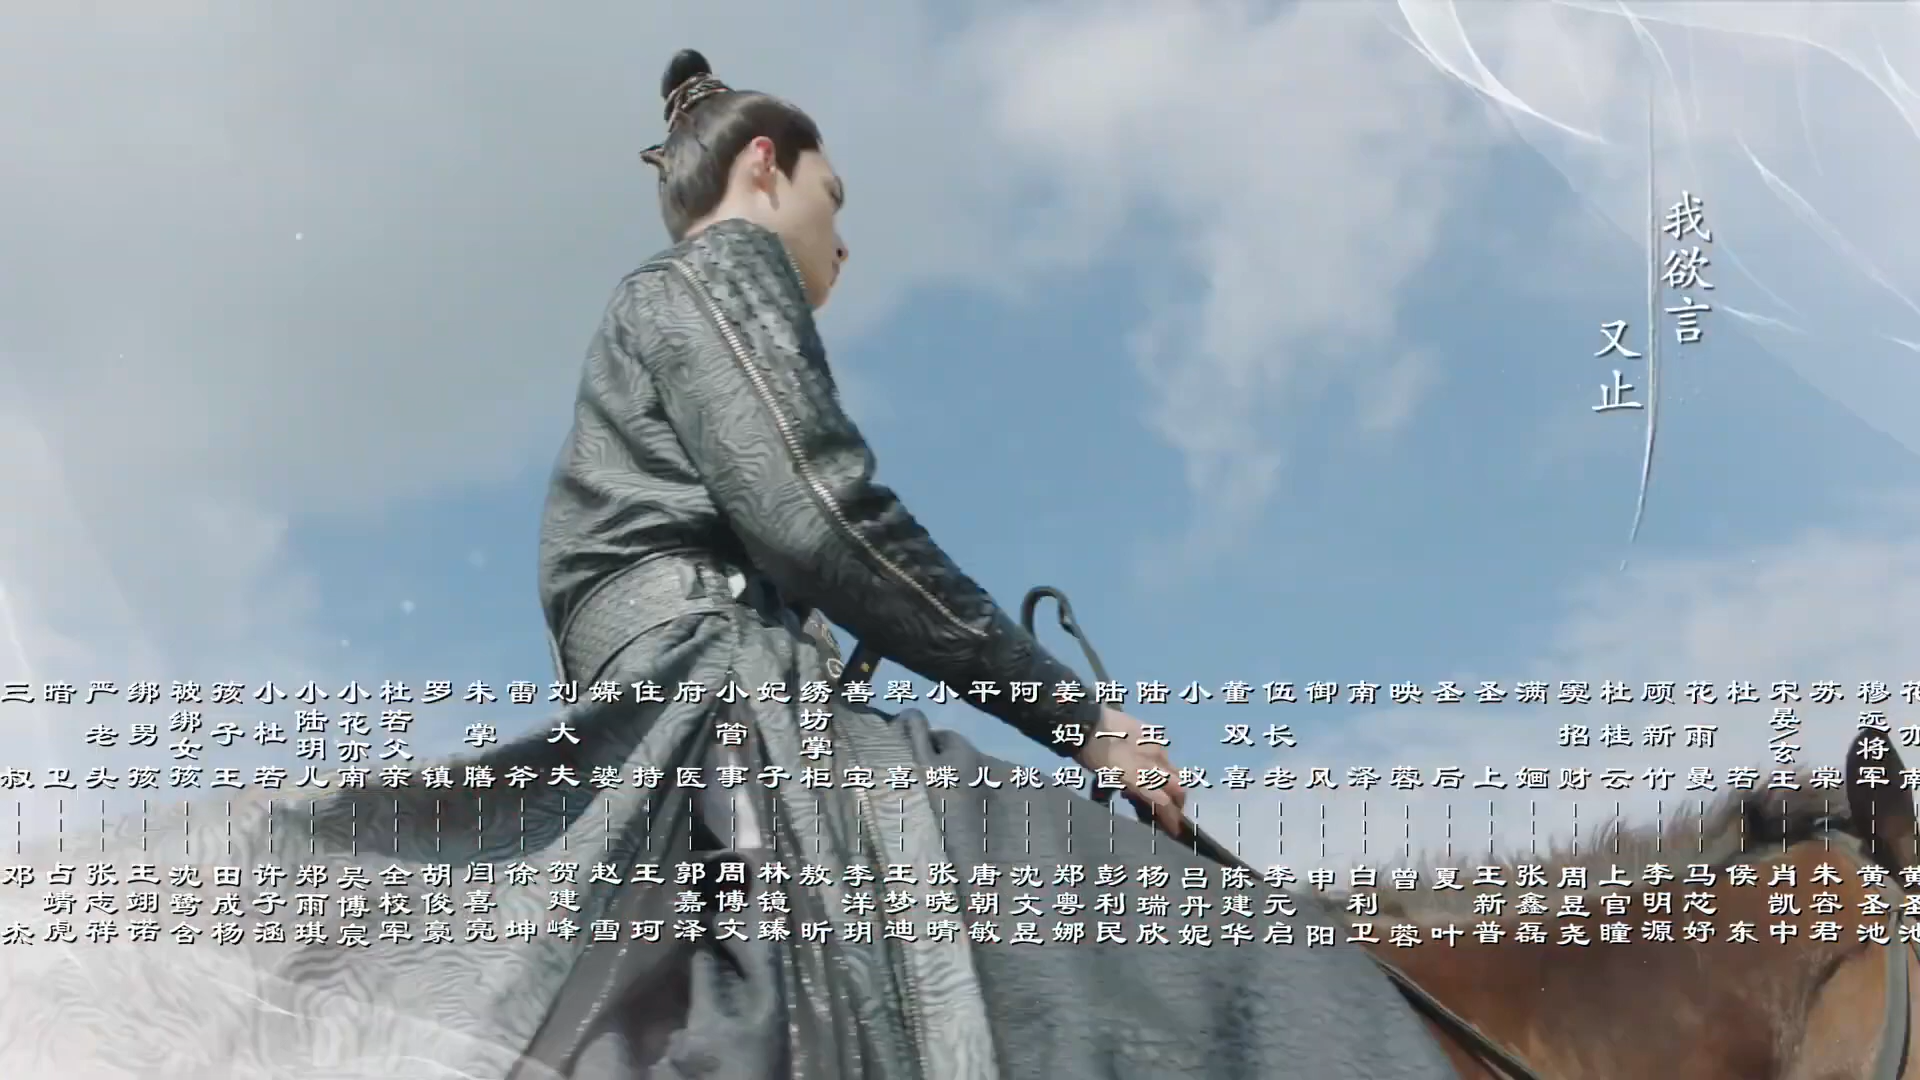 我欲言
又止
花亦南 黄圣池
穆远将军 黄圣池
苏棠 朱容君
宋晏玄王 肖凯中
杜若 侯东
花雨曼 马芯妤
顾新竹 李明源
杜桂云 上官瞳
窦招财 周昱尧
满婳 张鑫磊
圣上 王新普
圣后 夏叶
映蓉 曾蓉
南泽 白利卫
御风 申阳
伍长老 李元启
董双喜 陈建华
小蚁 吕丹妮
陆玉珍 杨瑞欣
陆一筐 彭利民
姜妈妈 郑粤娜
阿桃 沈文昱
平儿 唐朝敏
小蝶 张晓晴
翠喜 王梦迪
善宝 李洋玥
绣坊掌柜 敖昕
妃子 林镜臻
小管事 周博文
府医 郭嘉泽
住持 王珂
媒婆 赵雪
刘大夫 贺建峰
雷斧 徐坤
朱掌膳 闫喜亮
罗镇 胡俊豪
杜若父亲 全校军
小花亦南 吴博宸
小陆玥儿 郑雨琪
小杜若 许子涵
孩子王 田成杨
被绑女孩 沈鹭含
绑男孩 王翊诺
严老头 张志祥
暗卫 占靖虎
三叔 邓杰